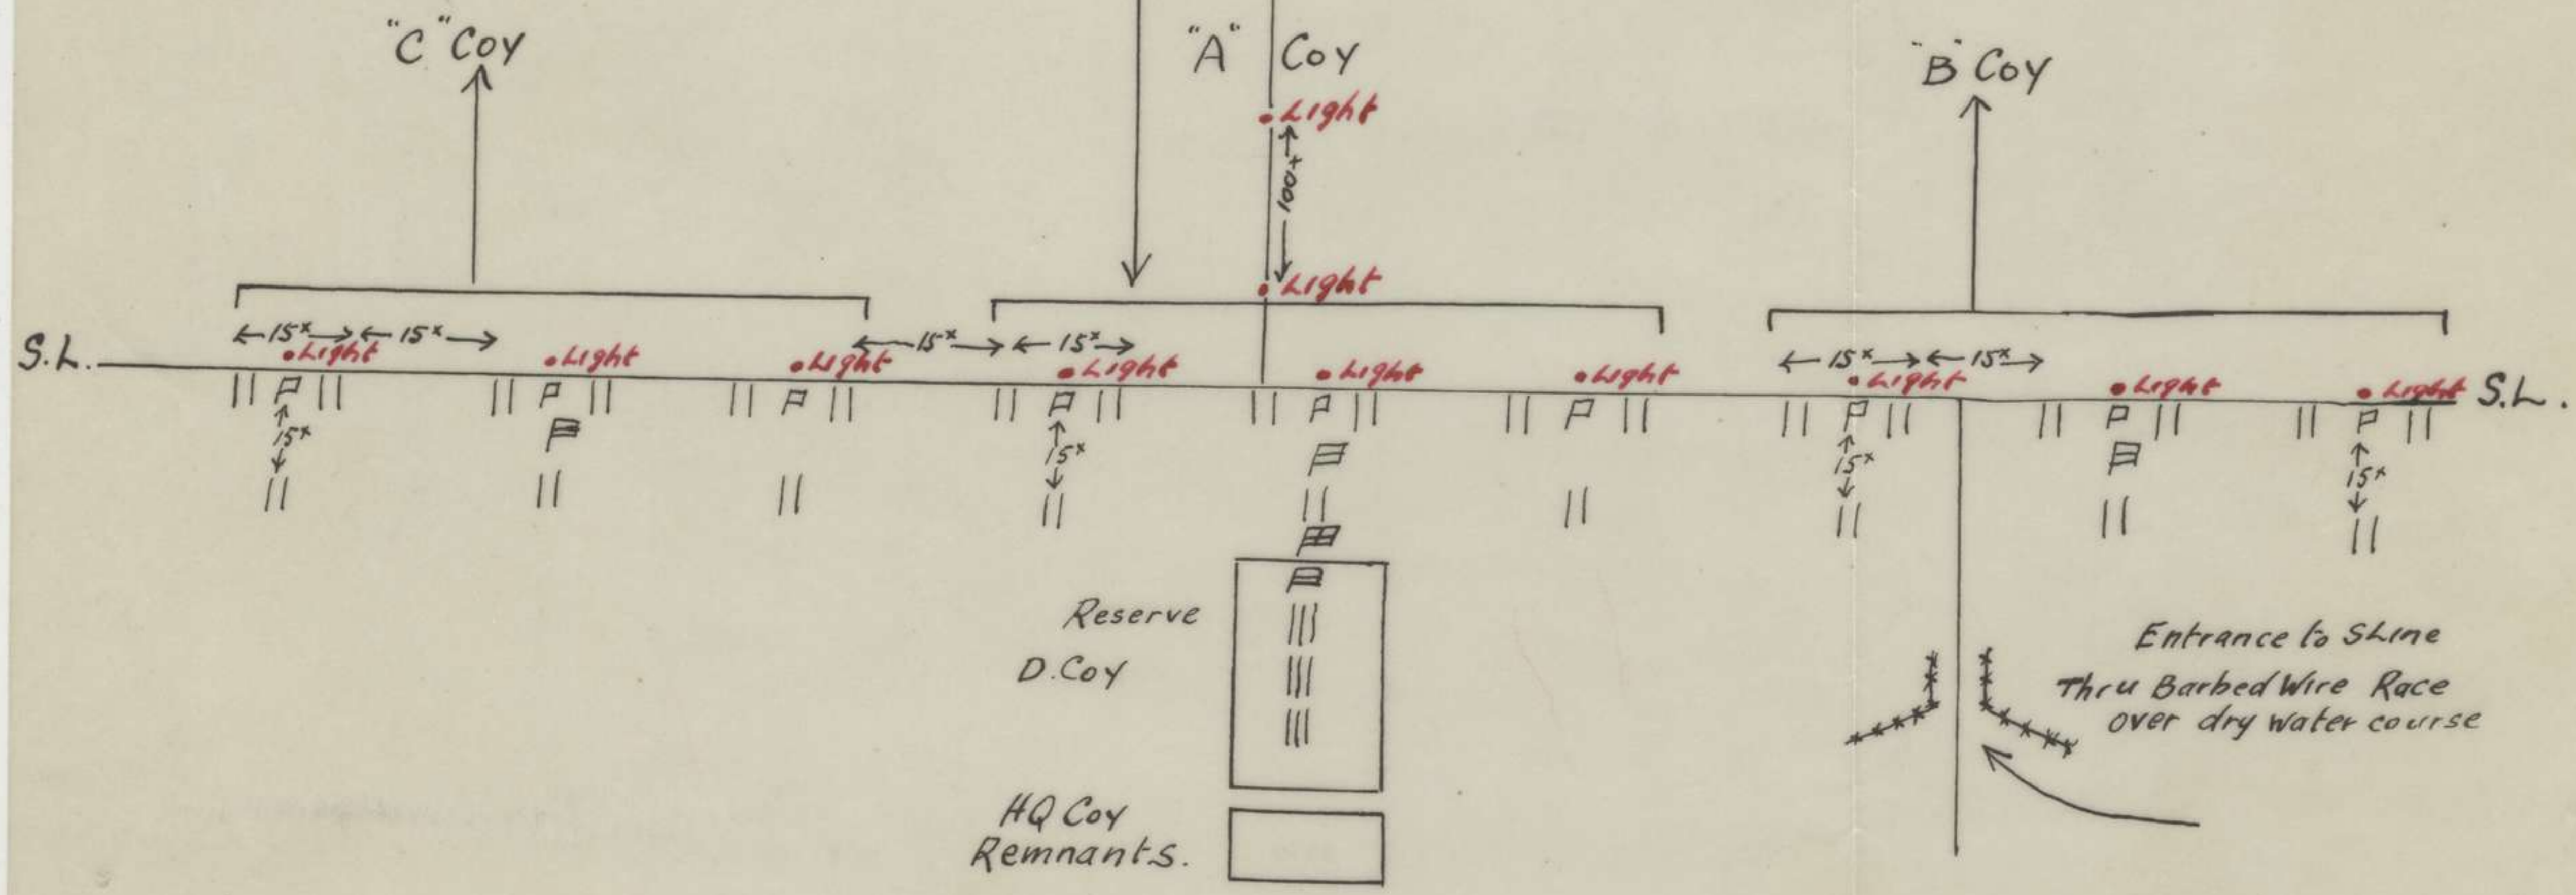 "C" Coy
"A" Coy
"B" Coy
Light
100x
Light
15x 15x 15x 15x 15x 15x
S.L. Light Light Light Light Light Light Light Light Light S.L.
15x 15x 15x 15x
Reserve
D. Coy
HQ Coy
Remnants.
Entrance to S Line
Thru Barbed Wire Race
over dry water course